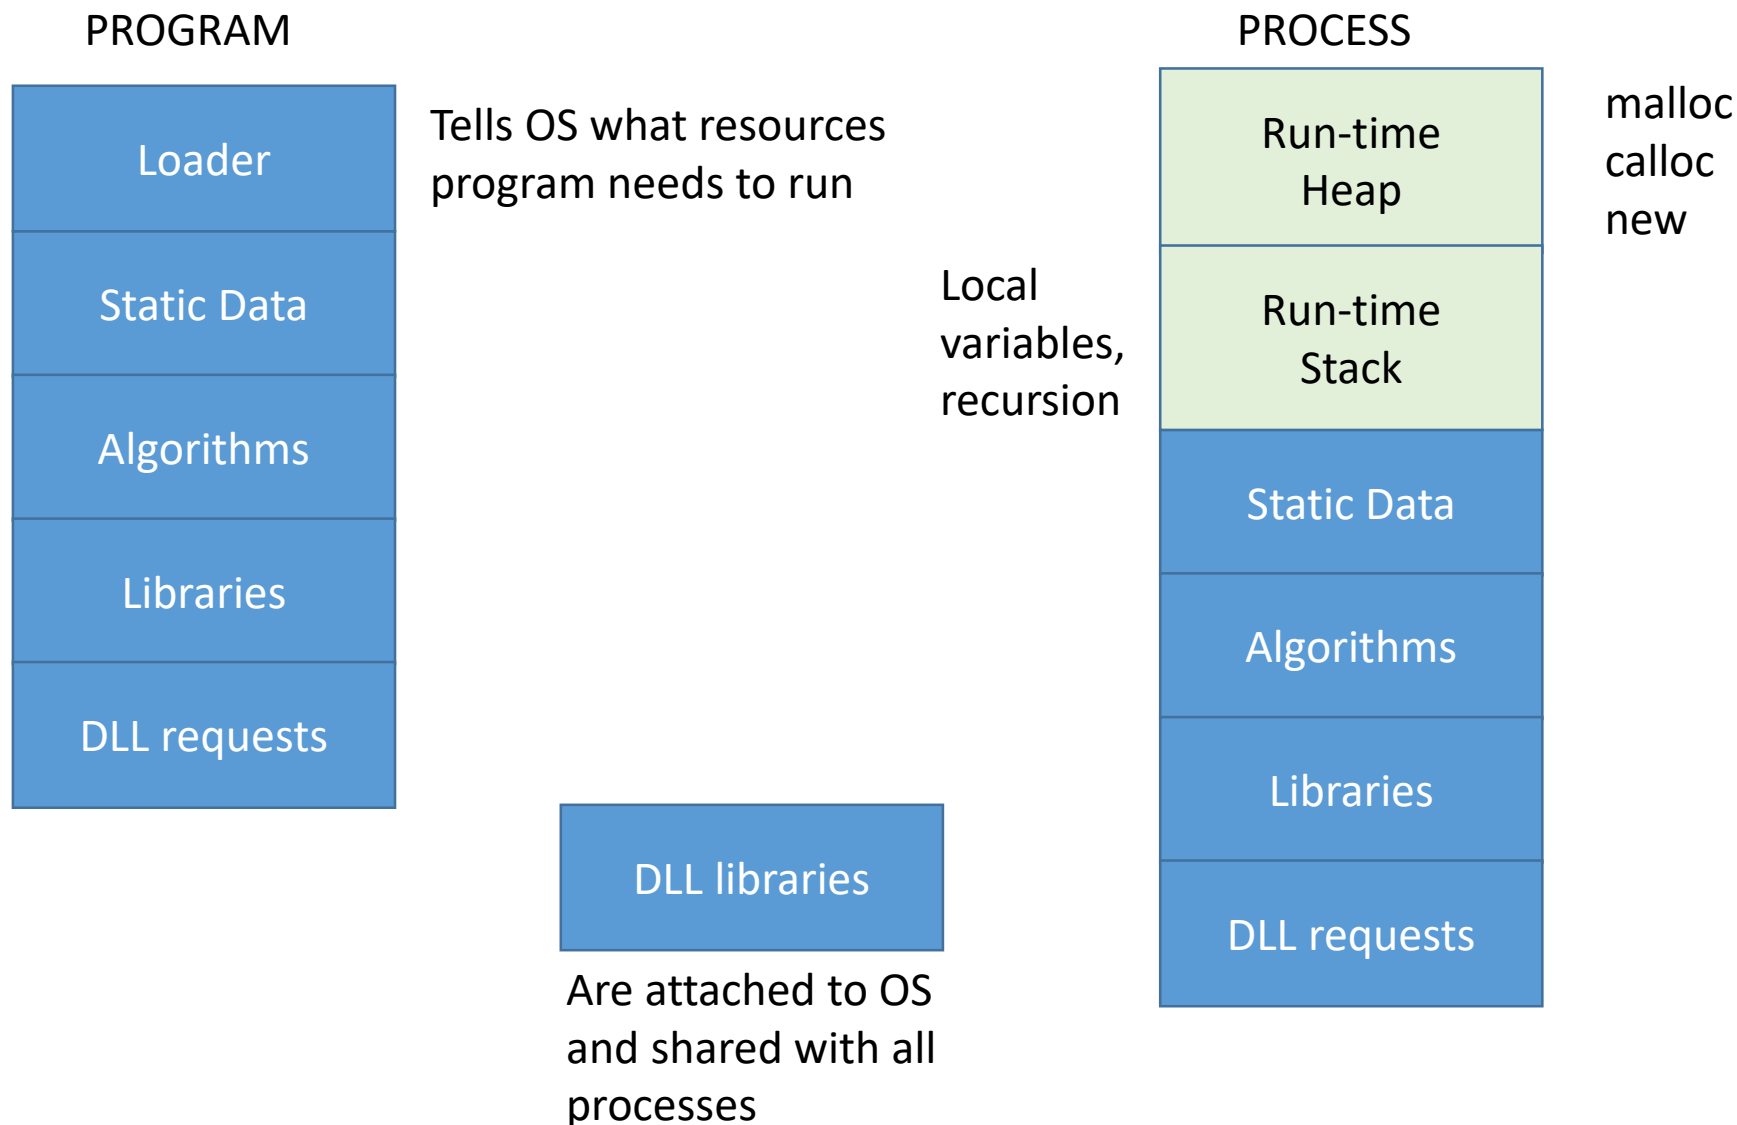 PROGRAM
Loader
Static Data
Algorithms
Libraries
DLL requests
Tells OS what resources
program needs to run
DLL libraries
Are attached to OS
and shared with all
processes
PROCESS
Run-time
Heap
Run-time
Stack
Static Data
Algorithms
Libraries
DLL requests
Local
variables,
recursion
malloc
calloc
new